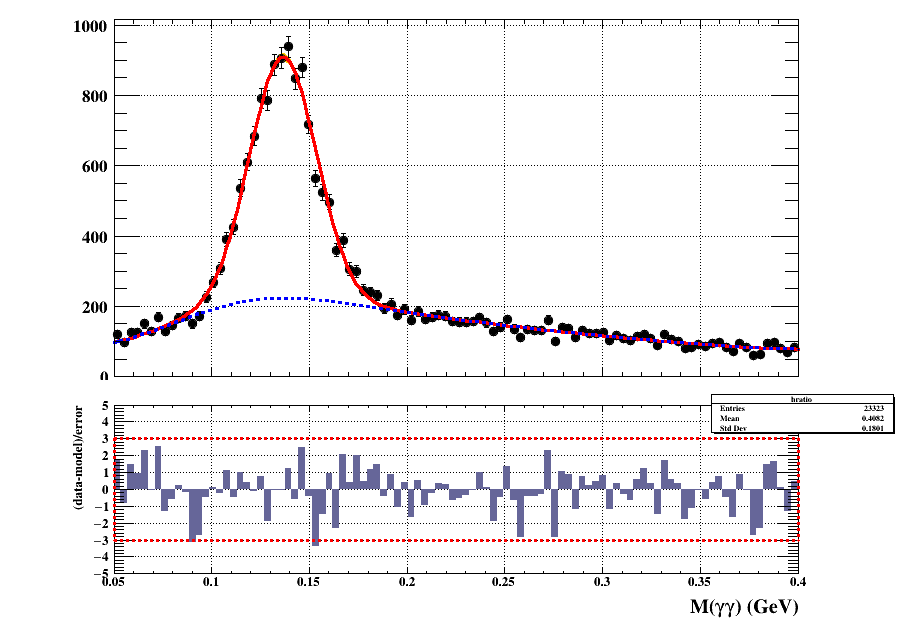 1000
800
600
400
200
0
(data-model)/error
5
4
3
2
1
0
−1
−2
−3
−4
−5
hratio
Entries 23323
Mean 0.4082
Std Dev 0.1801
0.05 0.1 0.15 0.2 0.25 0.3 0.35 0.4
M(γγ) (GeV)